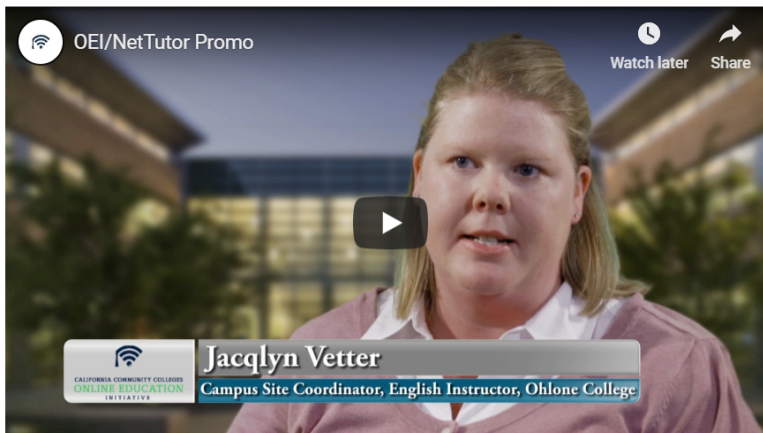 OEI/NetTutor Promo
Watch later
Share
Jacqlyn Vetter
Campus Site Coordinator, English Instructor, Ohlone College
CALIFORNIA COMMUNITY COLLEGES
ONLINE EDUCATION
INITIATIVE